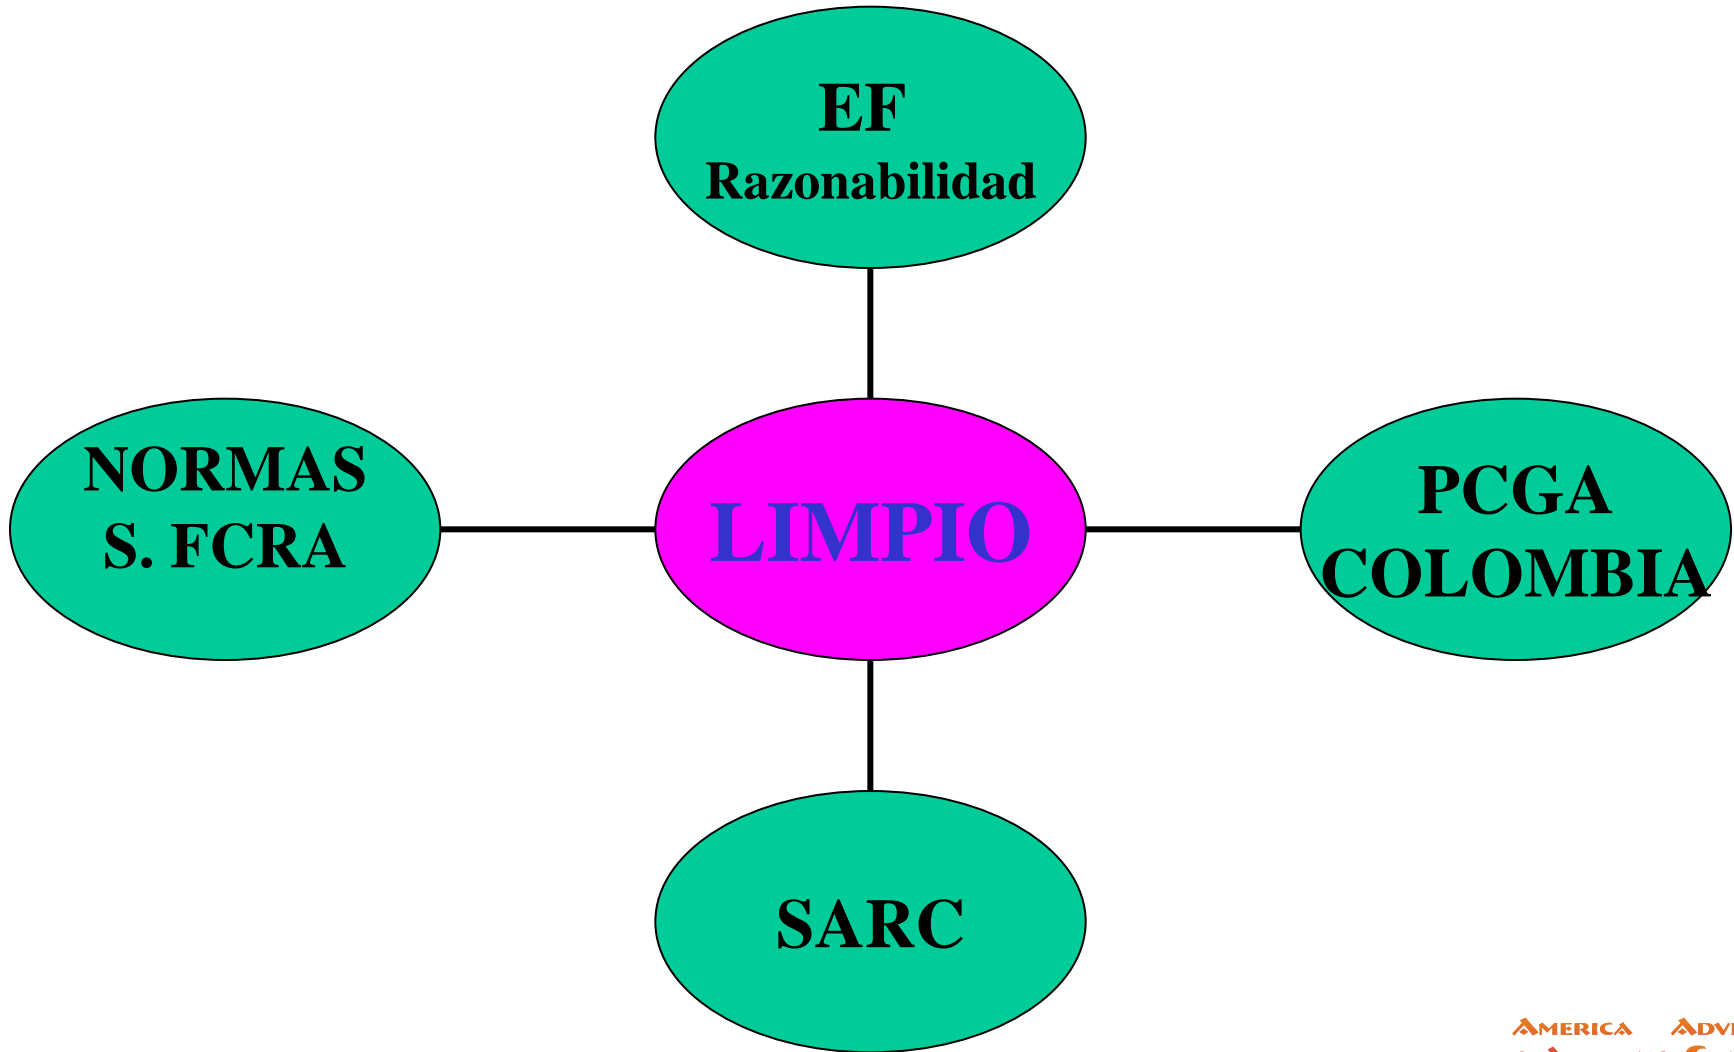 EF
Razonabilidad
NORMAS
S. FCRA
LIMPIO
PCGA
COLOMBIA
SARC
AMERICA